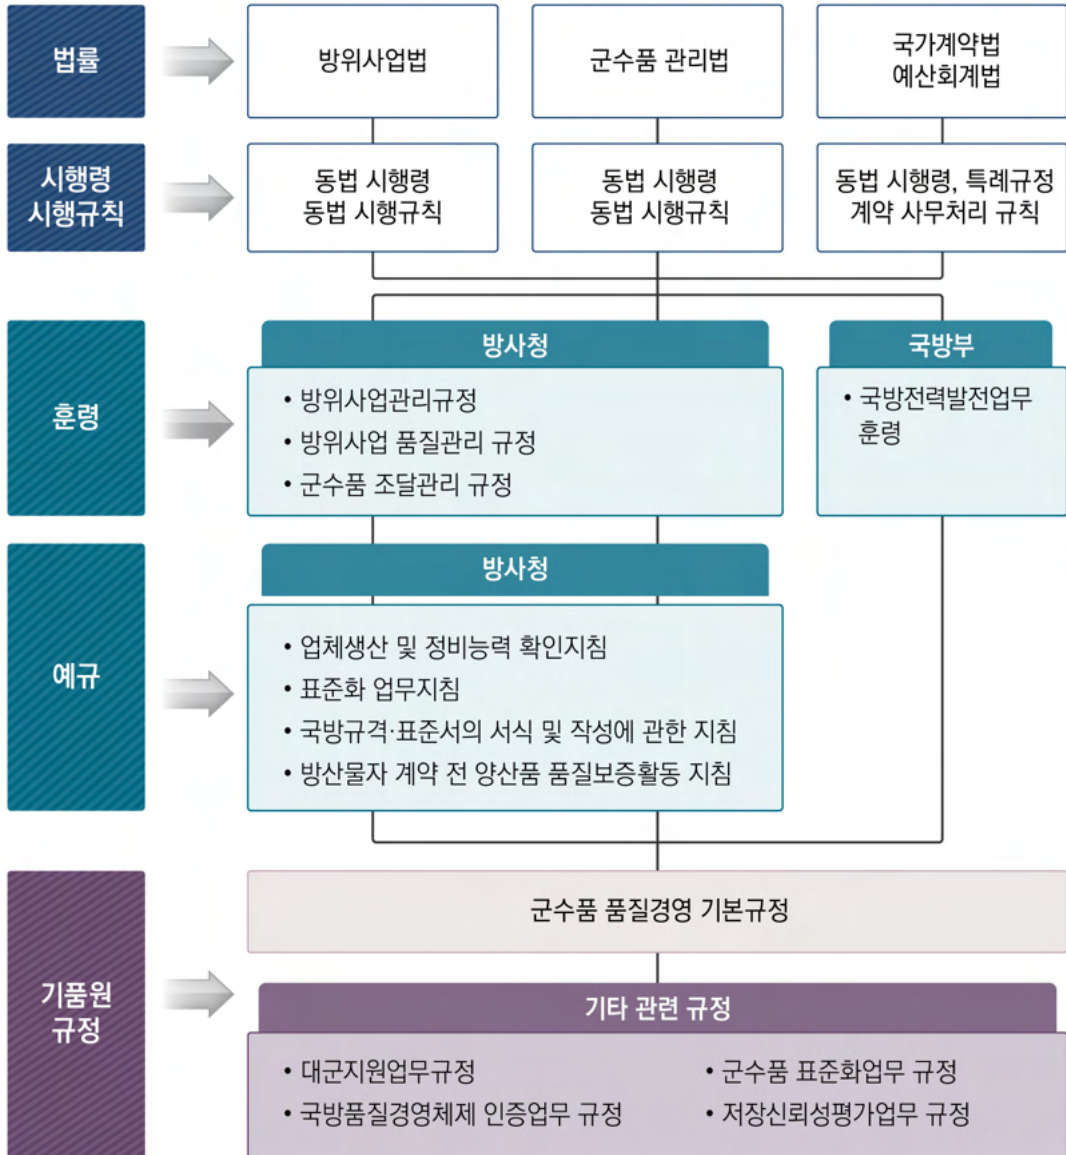 법률
방위사업법
군수품 관리법
국가계약법
예산회계법
시행령
시행규칙
동법 시행령
동법 시행규칙
동법 시행령
동법 시행규칙
동법 시행령, 특례규정
계약 사무처리 규칙
훈령
방사청
• 방위사업관리규정
• 방위사업 품질관리 규정
• 군수품 조달관리 규정
국방부
• 국방전력발전업무
훈령
예규
방사청
• 업체생산 및 정비능력 확인지침
• 표준화 업무지침
• 국방규격·표준서의 서식 및 작성에 관한 지침
• 방산물자 계약 전 양산품 품질보증활동 지침
기품원
규정
군수품 품질경영 기본규정
기타 관련 규정
• 대군지원업무규정
• 국방품질경영체제 인증업무 규정
• 군수품 표준화업무 규정
• 저장신뢰성평가업무 규정